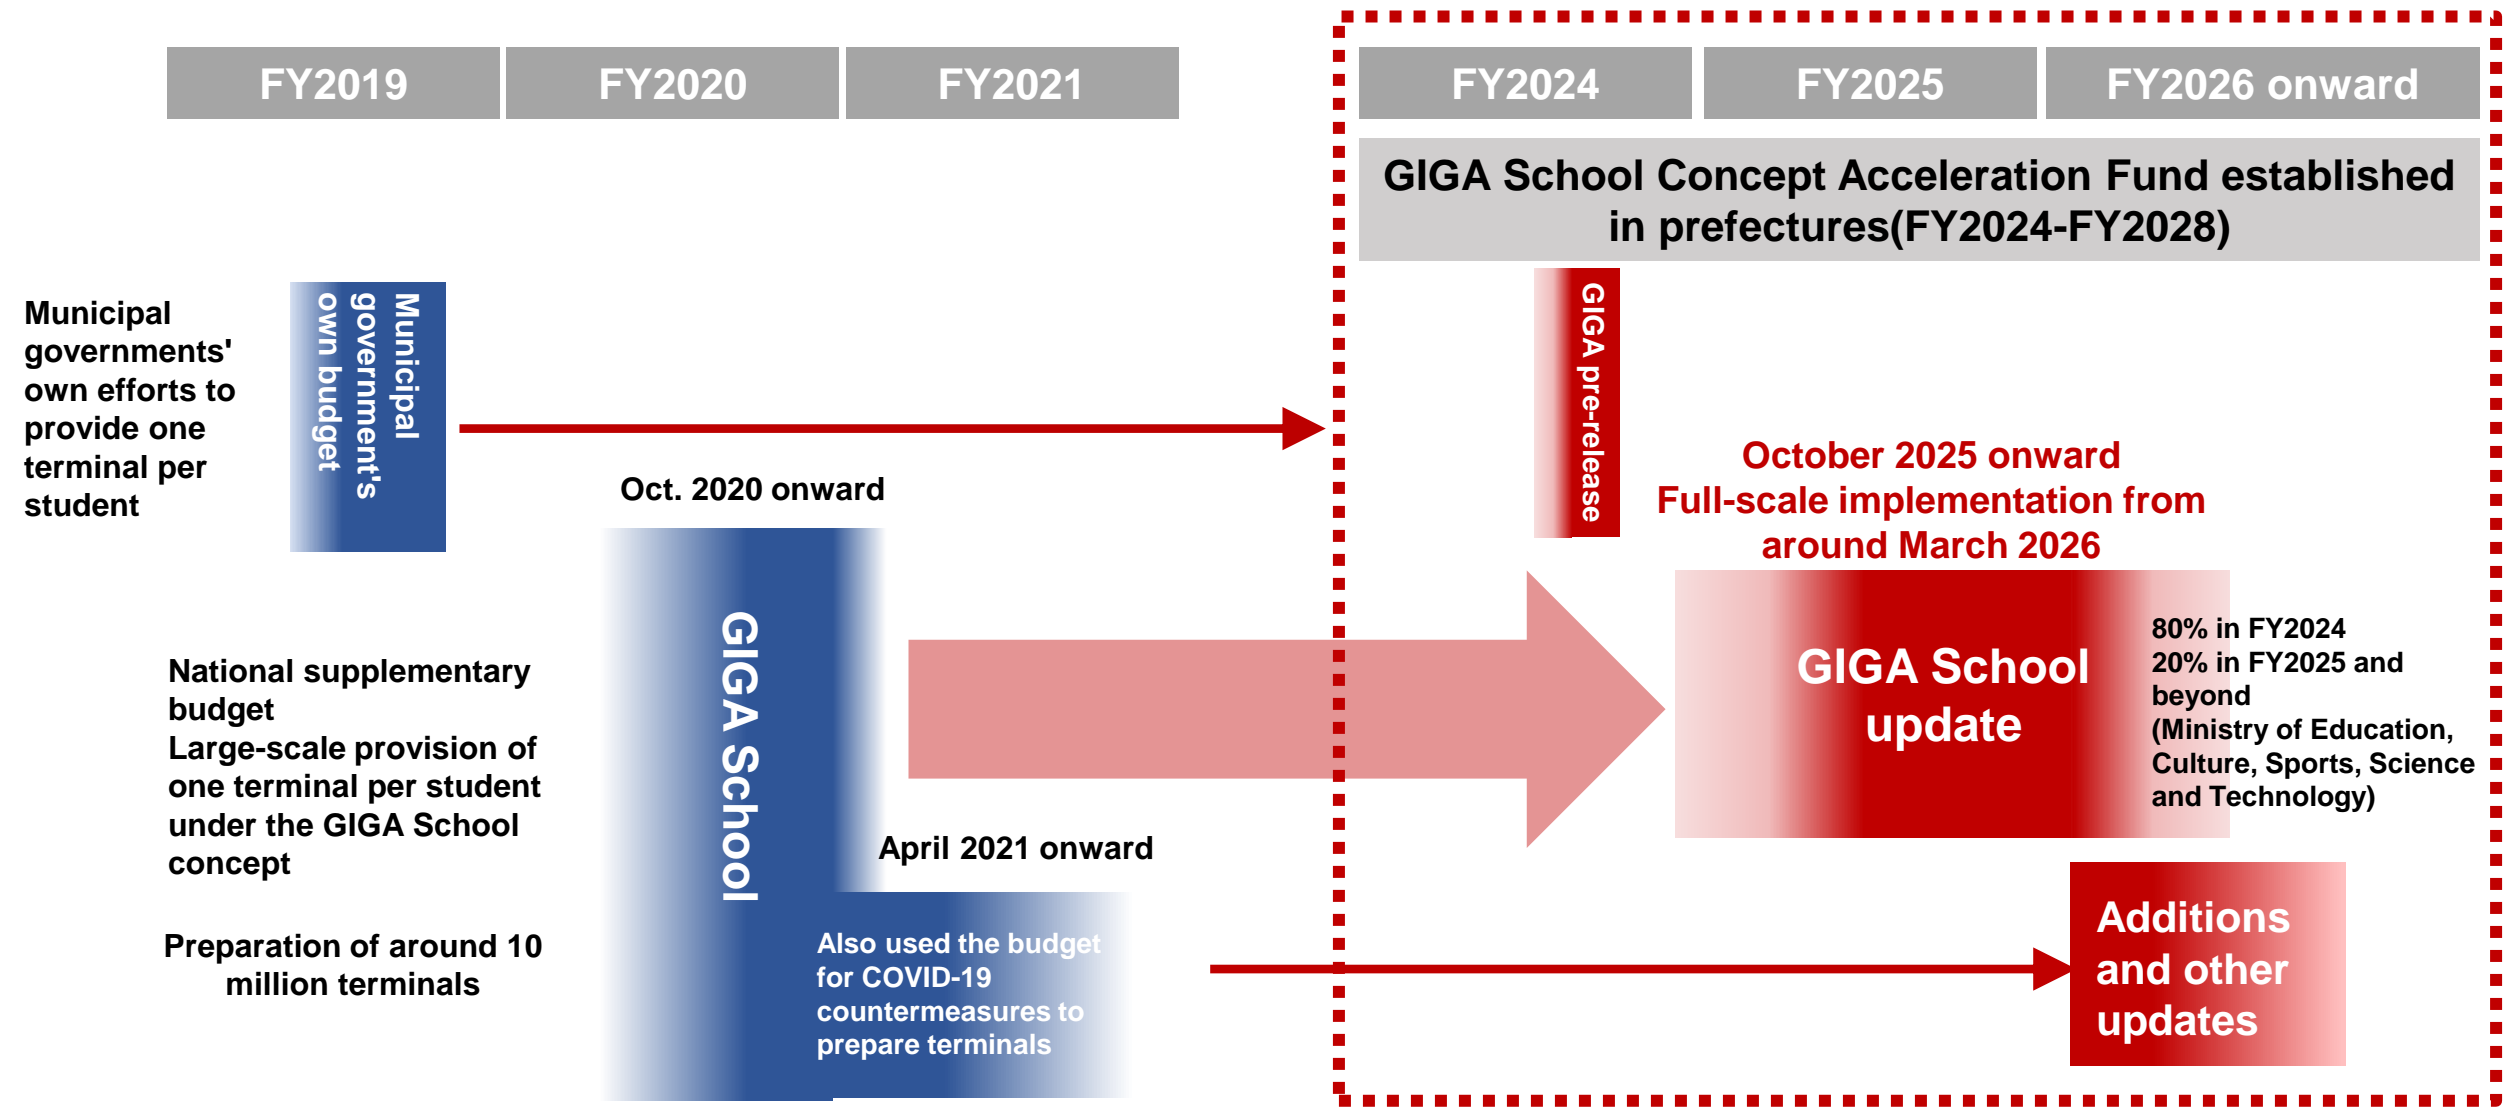 FY2019
FY2020
FY2021
FY2024
FY2025
FY2026 onward
GIGA School Concept Acceleration Fund established
in prefectures(FY2024-FY2028)
Municipal
governments'
own efforts to
provide one
terminal per
student
Municipal
government's
own budget
GIGA pre-release
Oct. 2020 onward
October 2025 onward
Full-scale implementation from
around March 2026
National supplementary
budget
Large-scale provision of
one terminal per student
under the GIGA School
concept
GIGA School
GIGA School
update
80% in FY2024
20% in FY2025 and
beyond
(Ministry of Education,
Culture, Sports, Science
and Technology)
April 2021 onward
Preparation of around 10
million terminals
Also used the budget
for COVID-19
countermeasures to
prepare terminals
Additions
and other
updates